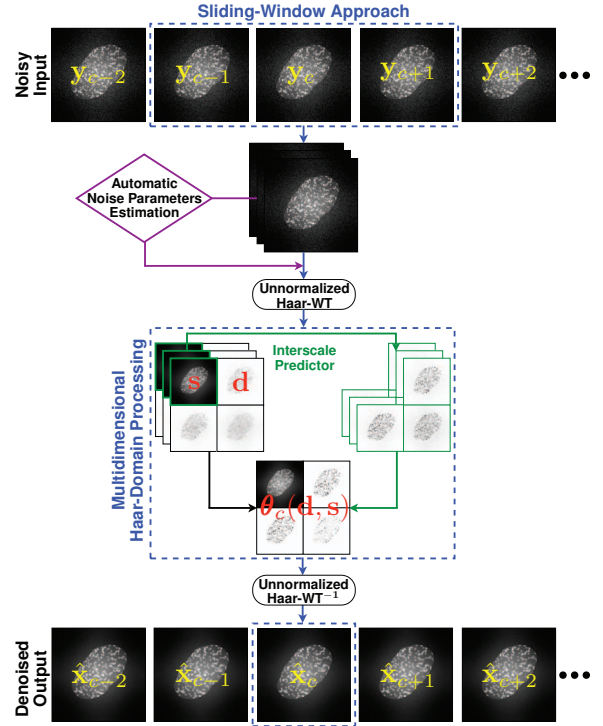 Sliding-Window Approach
Noisy
Input
y_{c−2}
y_{c−1}
y_c
y_{c+1}
y_{c+2}
•••
Automatic
Noise Parameters
Estimation
Unnormalized
Haar-WT
Multidimensional
Haar-Domain Processing
Interscale
Predictor
s
d
θ_c(d, s)
Unnormalized
Haar-WT^{−1}
Denoised
Output
x̂_{c−2}
x̂_{c−1}
x̂_c
x̂_{c+1}
x̂_{c+2}
•••